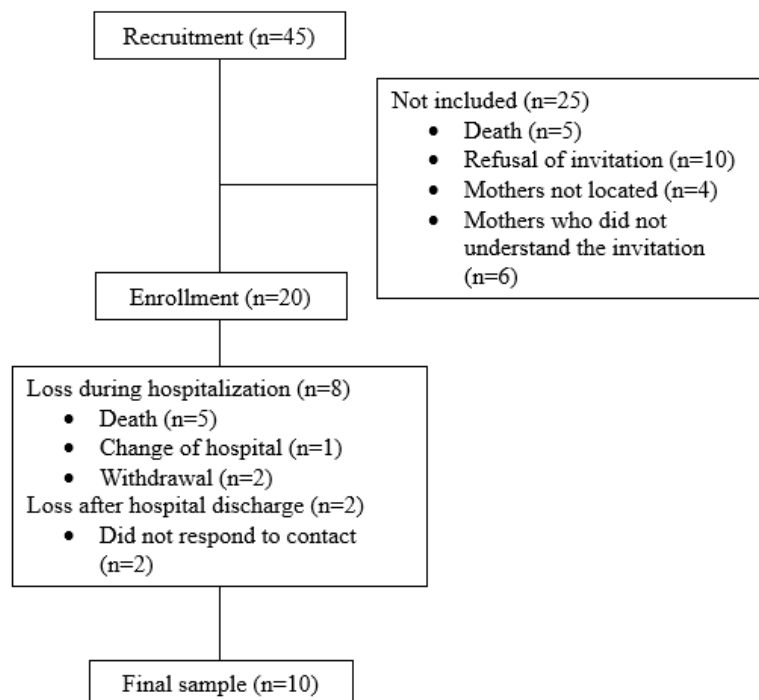 Recruitment (n=45)
Not included (n=25)
• Death (n=5)
• Refusal of invitation (n=10)
• Mothers not located (n=4)
• Mothers who did not
understand the invitation
(n=6)
Enrollment (n=20)
Loss during hospitalization (n=8)
• Death (n=5)
• Change of hospital (n=1)
• Withdrawal (n=2)
Loss after hospital discharge (n=2)
• Did not respond to contact
(n=2)
Final sample (n=10)